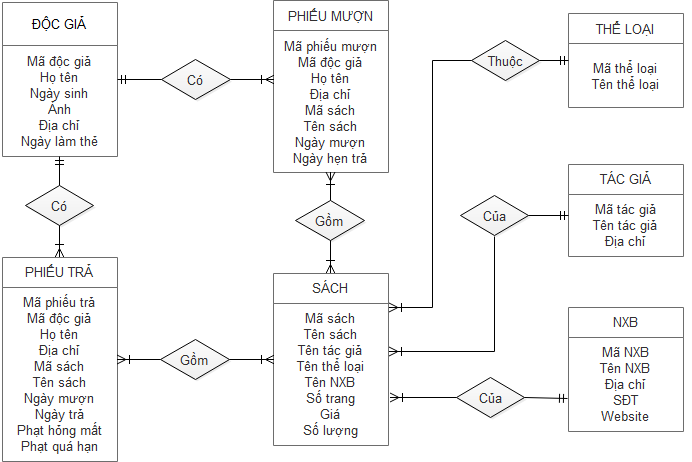 ĐỘC GIẢ
Mã độc giả
Họ tên
Ngày sinh
Ảnh
Địa chỉ
Ngày làm thẻ
Có
PHIẾU MƯỢN
Mã phiếu mượn
Mã độc giả
Họ tên
Địa chỉ
Mã sách
Tên sách
Ngày mượn
Ngày hẹn trả
Thuộc
THỂ LOẠI
Mã thể loại
Tên thể loại
Có
Gồm
Của
TÁC GIẢ
Mã tác giả
Tên tác giả
Địa chỉ
PHIẾU TRẢ
Mã phiếu trả
Mã độc giả
Họ tên
Địa chỉ
Mã sách
Tên sách
Ngày mượn
Ngày trả
Phạt hỏng mất
Phạt quá hạn
Gồm
SÁCH
Mã sách
Tên sách
Tên tác giả
Tên thể loại
Tên NXB
Số trang
Giá
Số lượng
Của
NXB
Mã NXB
Tên NXB
Địa chỉ
SĐT
Website